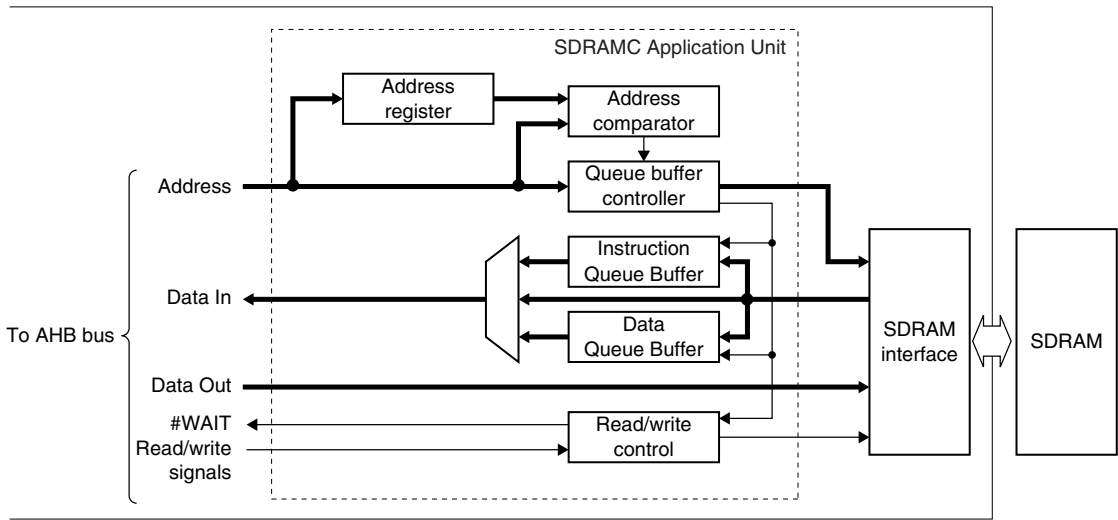 SDRAMC Application Unit
Address
register
Address
comparator
Address
Queue buffer
controller
Instruction
Queue Buffer
Data In
To AHB bus
Data
Queue Buffer
SDRAM
interface
SDRAM
Data Out
#WAIT
Read/write
signals
Read/write
control